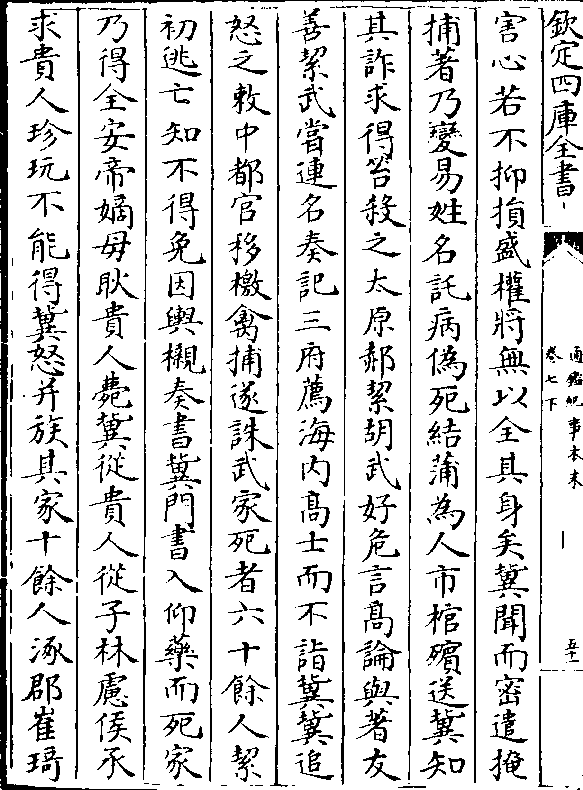 欽定四庫全書
通鑑紀事本末
卷七下
五十
害心若不抑損盛權將無以全其身矣冀聞而密遣掩
捕著乃變易姓名託病偽死結蒲為人市棺殯送冀知
其詐求得笞殺之太原郝絜胡武好危言髙論與著友
善絜武嘗連名奏記三府薦海内髙士而不詣冀冀追
怒之敕中都官移檄禽捕遂誅武家死者六十餘人絜
初逃亡知不得免因輿櫬奏書冀門書入仰藥而死家
乃得全安帝嫡母耿貴人薨冀從貴人從子林慮侯承
求貴人珍玩不能得冀怒并族其家十餘人涿郡崔琦